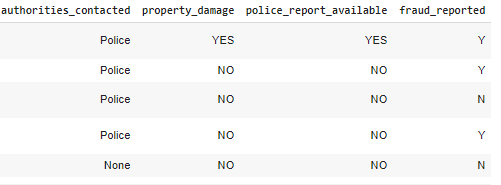 authorities_contacted property_damage police_report_available fraud_reported
Police YES YES Y
Police NO NO Y
Police NO NO N
Police NO NO Y
None NO NO N